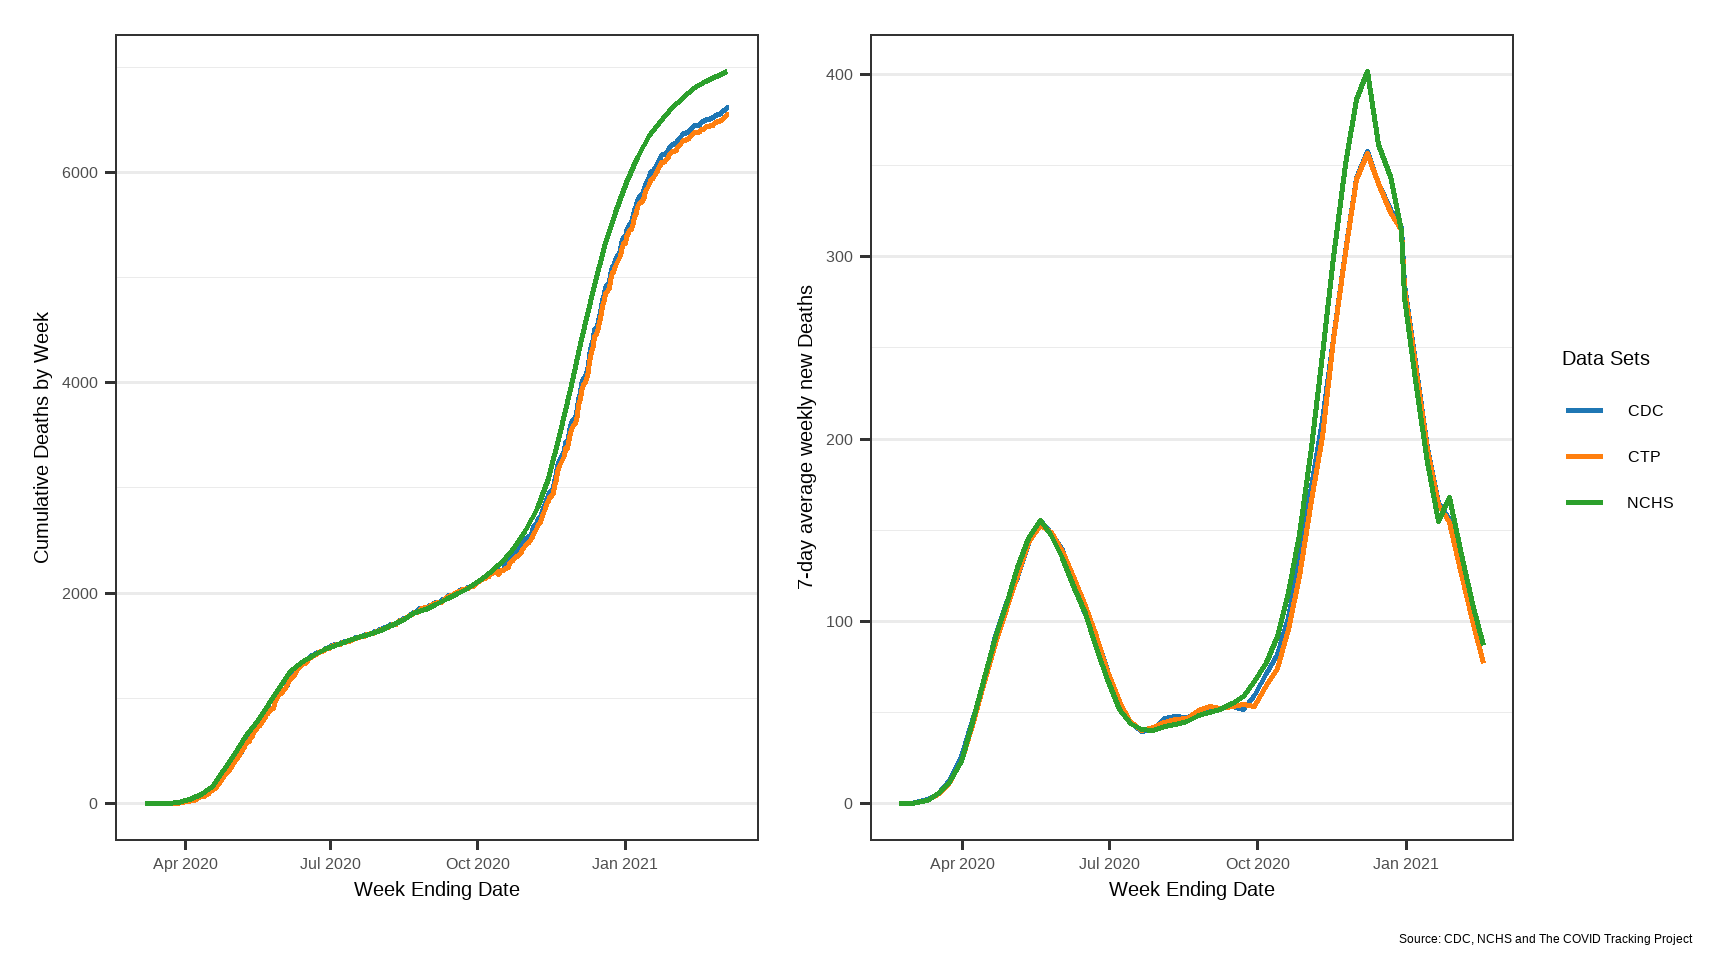 Cumulative Deaths by Week
6000
4000
2000
0
Apr 2020 Jul 2020 Oct 2020 Jan 2021
Week Ending Date
7-day average weekly new Deaths
400
300
200
100
0
Apr 2020 Jul 2020 Oct 2020 Jan 2021
Week Ending Date
Data Sets
CDC
CTP
NCHS
Source: CDC, NCHS and The COVID Tracking Project